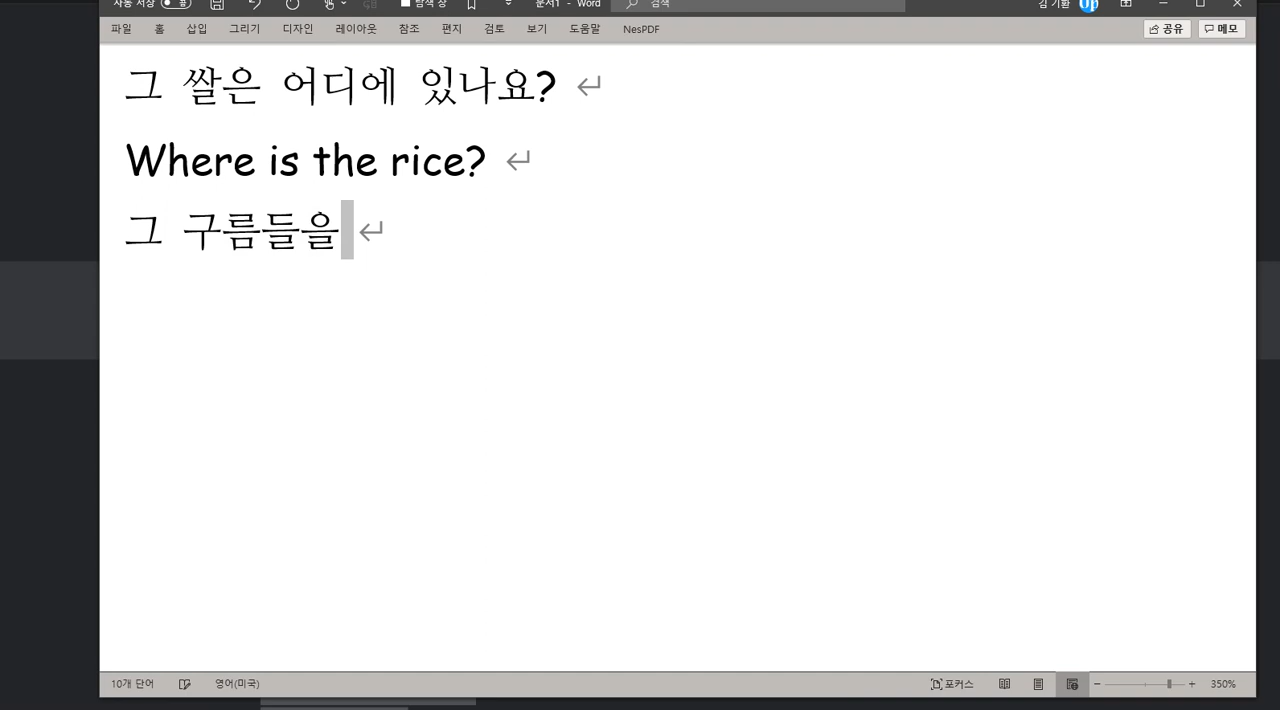 문서1 - Word 검색
파일 홈 삽입 그리기 디자인 레이아웃 참조 편지 검토 보기 도움말 NesPDF 공유 메모
그 쌀은 어디에 있나요?
Where is the rice?
그 구름들을
10개 단어 영어(미국) 포커스 350%